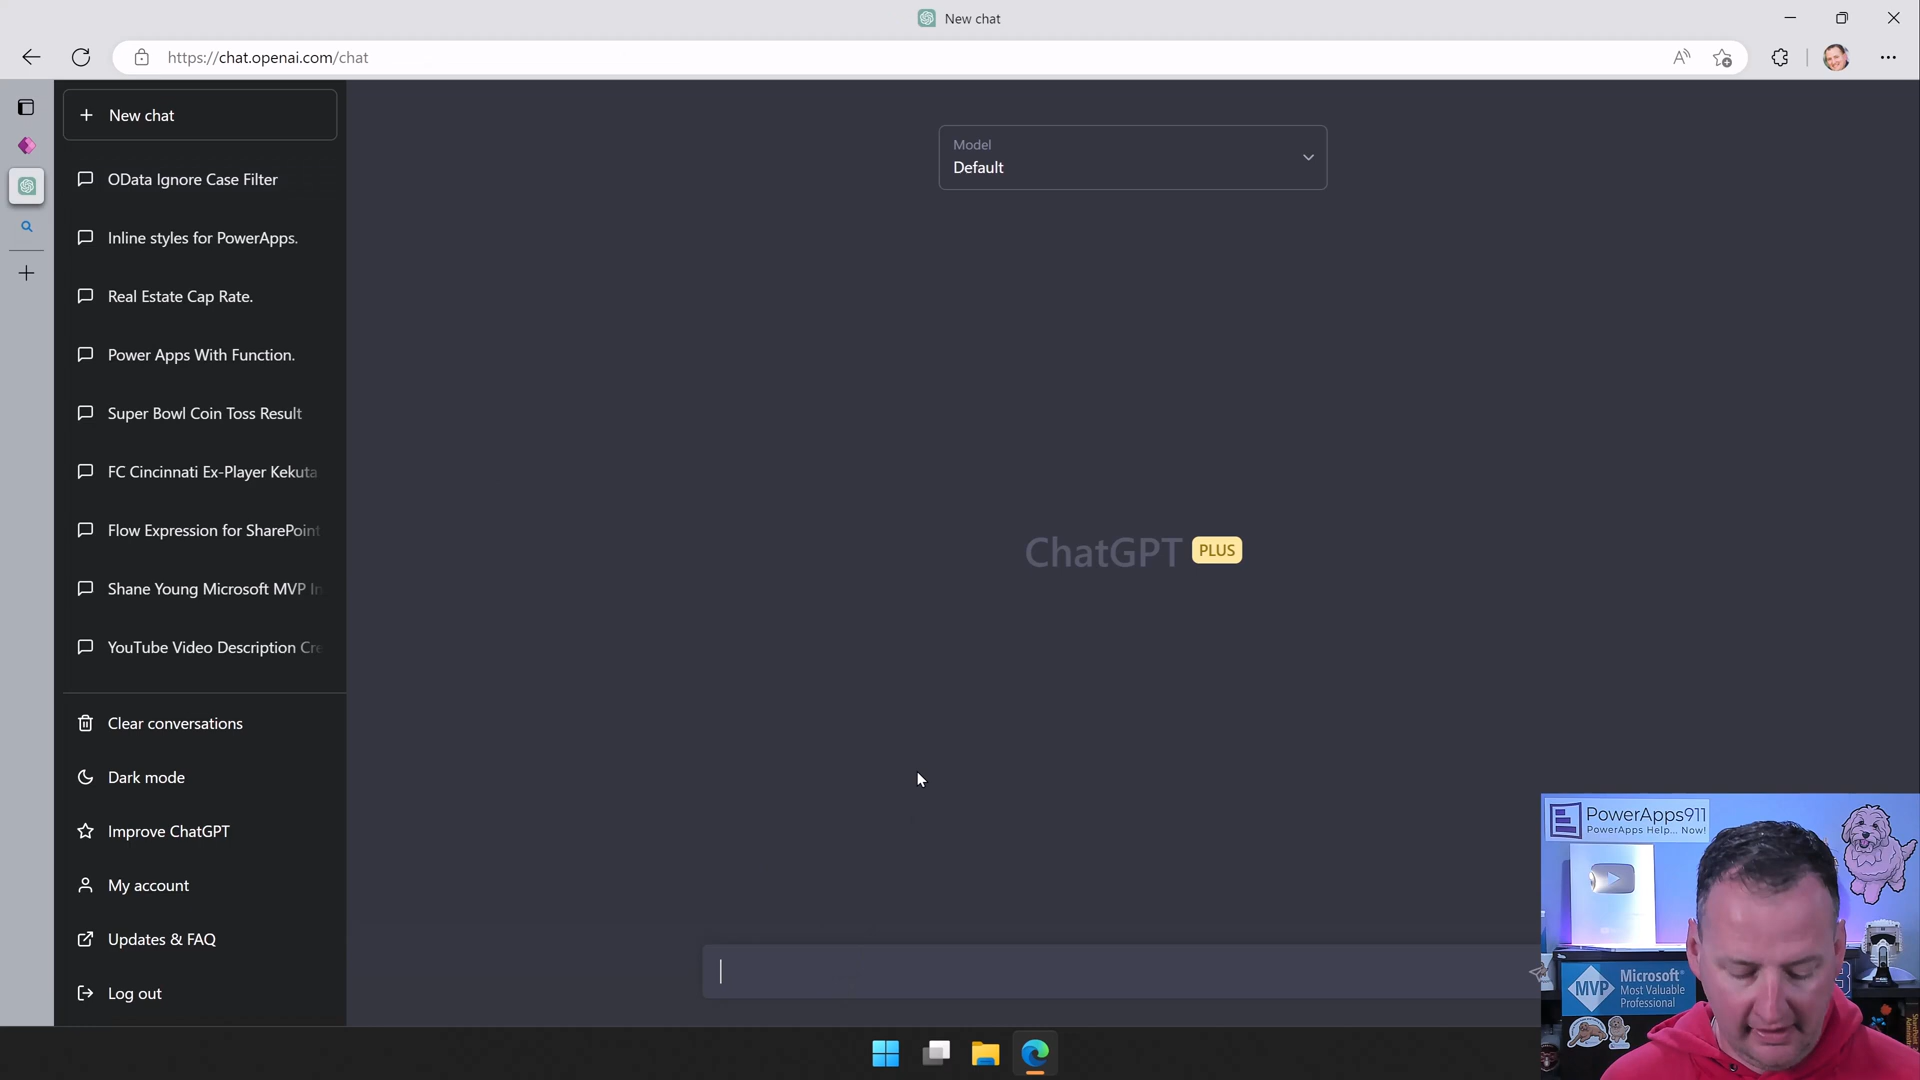 New chat
https://chat.openai.com/chat
New chat
OData Ignore Case Filter
Inline styles for PowerApps.
Real Estate Cap Rate.
Power Apps With Function.
Super Bowl Coin Toss Result
FC Cincinnati Ex-Player Kekuta
Flow Expression for SharePoint
Shane Young Microsoft MVP In
YouTube Video Description Cre
Clear conversations
Dark mode
Improve ChatGPT
My account
Updates & FAQ
Log out
Model
Default
ChatGPT PLUS
PowerApps911
PowerApps Help... Now!
MVP
Microsoft®
Most Valuable
Professional